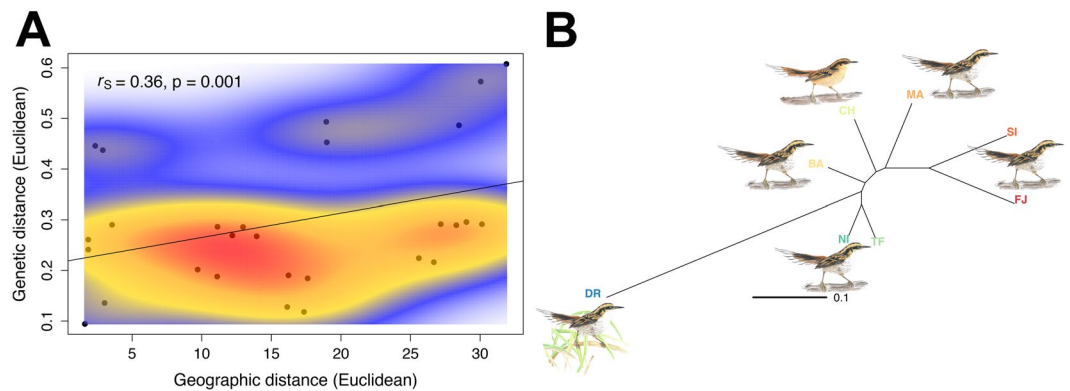 A
B
rS = 0.36, p = 0.001
Genetic distance (Euclidean)
0.6
0.5
0.4
0.3
0.2
0.1
5 10 15 20 25 30
Geographic distance (Euclidean)
CH
MA
SI
BA
FJ
NI TF
DR
0.1